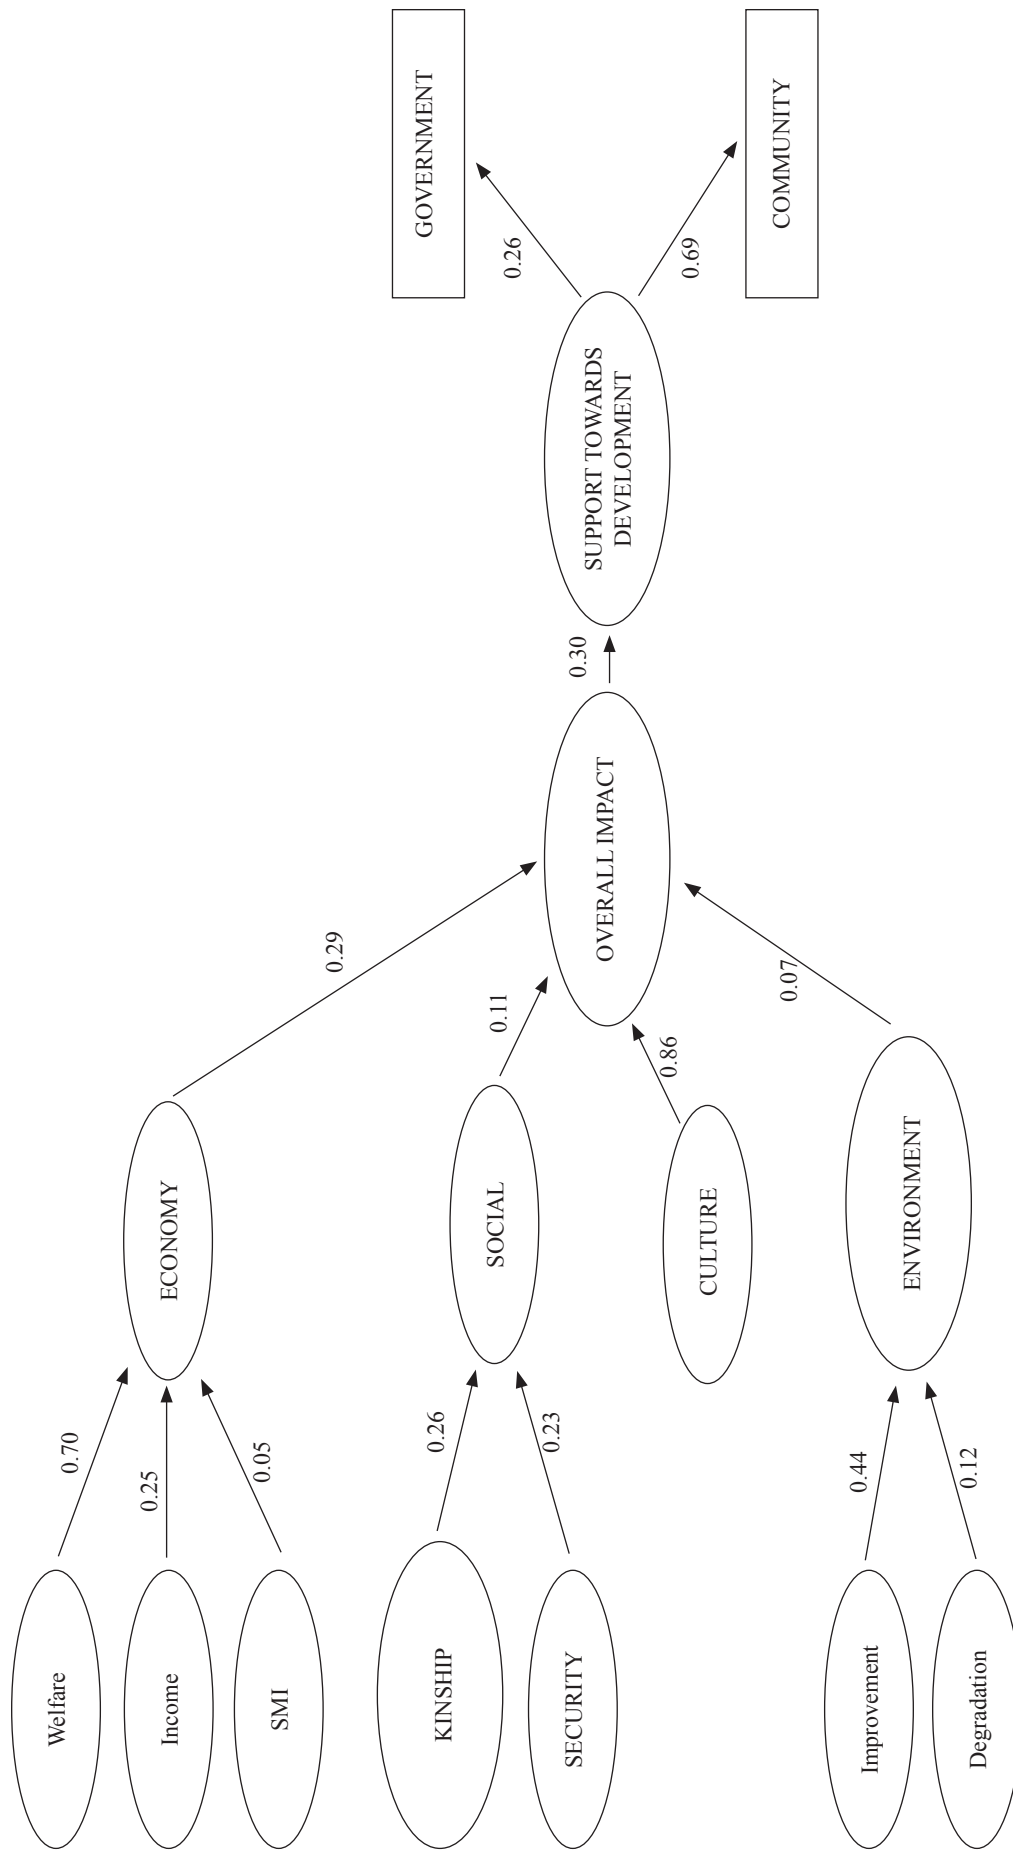 Welfare
0.70
Income
0.25
SMI
0.05
ECONOMY
0.29
KINSHIP
0.26
SECURITY
0.23
SOCIAL
0.11
CULTURE
0.86
Improvement
0.44
Degradation
0.12
ENVIRONMENT
0.07
OVERALL IMPACT
0.30
SUPPORT TOWARDS
DEVELOPMENT
0.26
GOVERNMENT
0.69
COMMUNITY